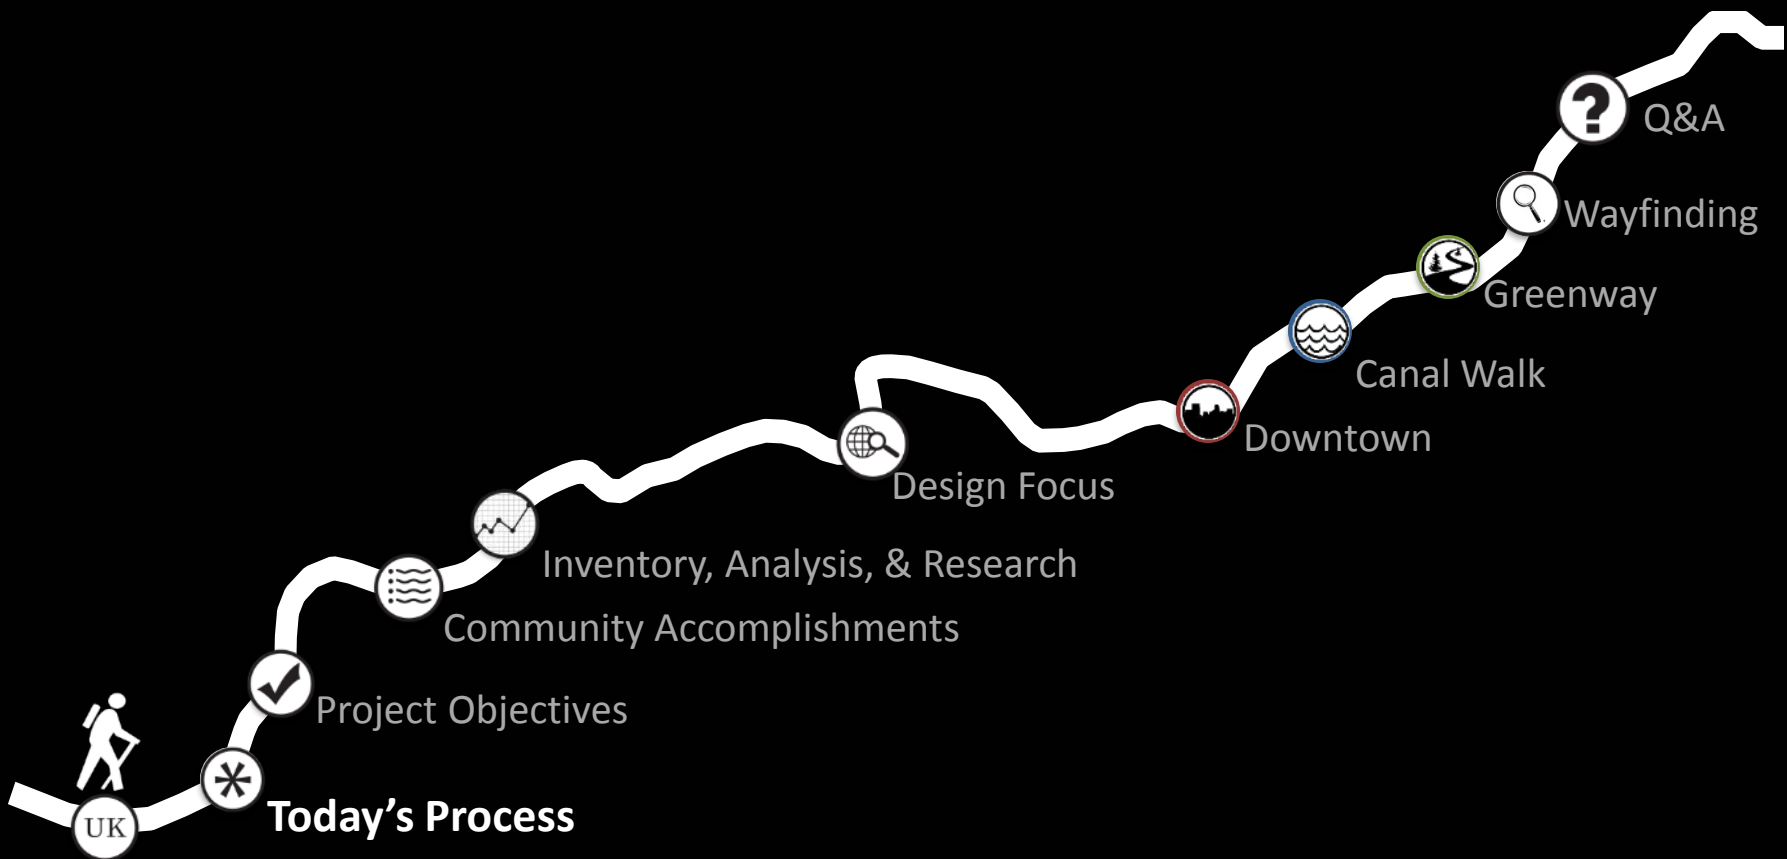 Q&A
Wayfinding
Greenway
Canal Walk
Downtown
Design Focus
Inventory, Analysis, & Research
Community Accomplishments
Project Objectives
Today’s Process
UK